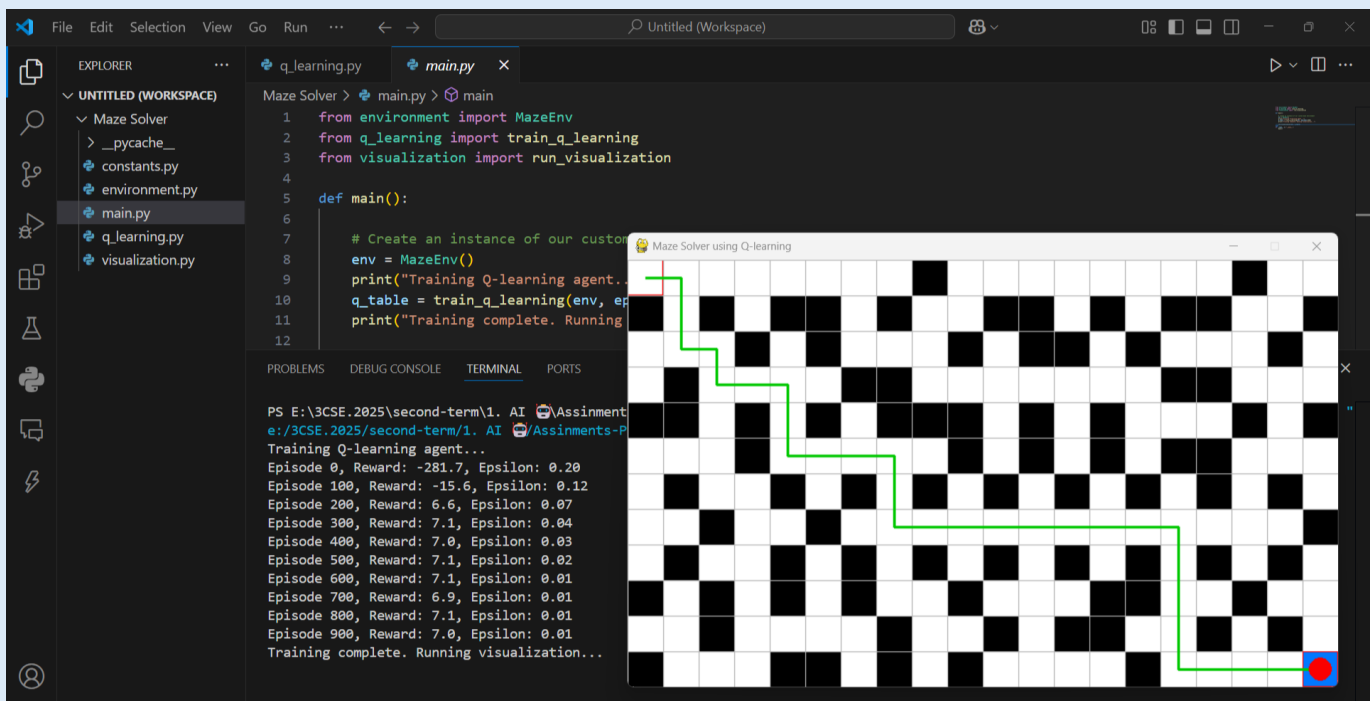 File Edit Selection View Go Run ··· Untitled (Workspace)
EXPLORER ···
UNTITLED (WORKSPACE)
Maze Solver
__pycache__
constants.py
environment.py
main.py
q_learning.py
visualization.py
q_learning.py main.py
Maze Solver > main.py > main
1 from environment import MazeEnv
2 from q_learning import train_q_learning
3 from visualization import run_visualization
4
5 def main():
6
7 # Create an instance of our custom
8 env = MazeEnv()
9 print("Training Q-learning agent..
10 q_table = train_q_learning(env, ep
11 print("Training complete. Running
12
Maze Solver using Q-learning
PROBLEMS DEBUG CONSOLE TERMINAL PORTS
PS E:\3CSE.2025\second-term\1. AI 🤖\Assinment
e:/3CSE.2025/second-term/1. AI 🤖/Assinments-P
"
Training Q-learning agent...
Episode 0, Reward: -281.7, Epsilon: 0.20
Episode 100, Reward: -15.6, Epsilon: 0.12
Episode 200, Reward: 6.6, Epsilon: 0.07
Episode 300, Reward: 7.1, Epsilon: 0.04
Episode 400, Reward: 7.0, Epsilon: 0.03
Episode 500, Reward: 7.1, Epsilon: 0.02
Episode 600, Reward: 7.1, Epsilon: 0.01
Episode 700, Reward: 6.9, Epsilon: 0.01
Episode 800, Reward: 7.1, Epsilon: 0.01
Episode 900, Reward: 7.0, Epsilon: 0.01
Training complete. Running visualization...